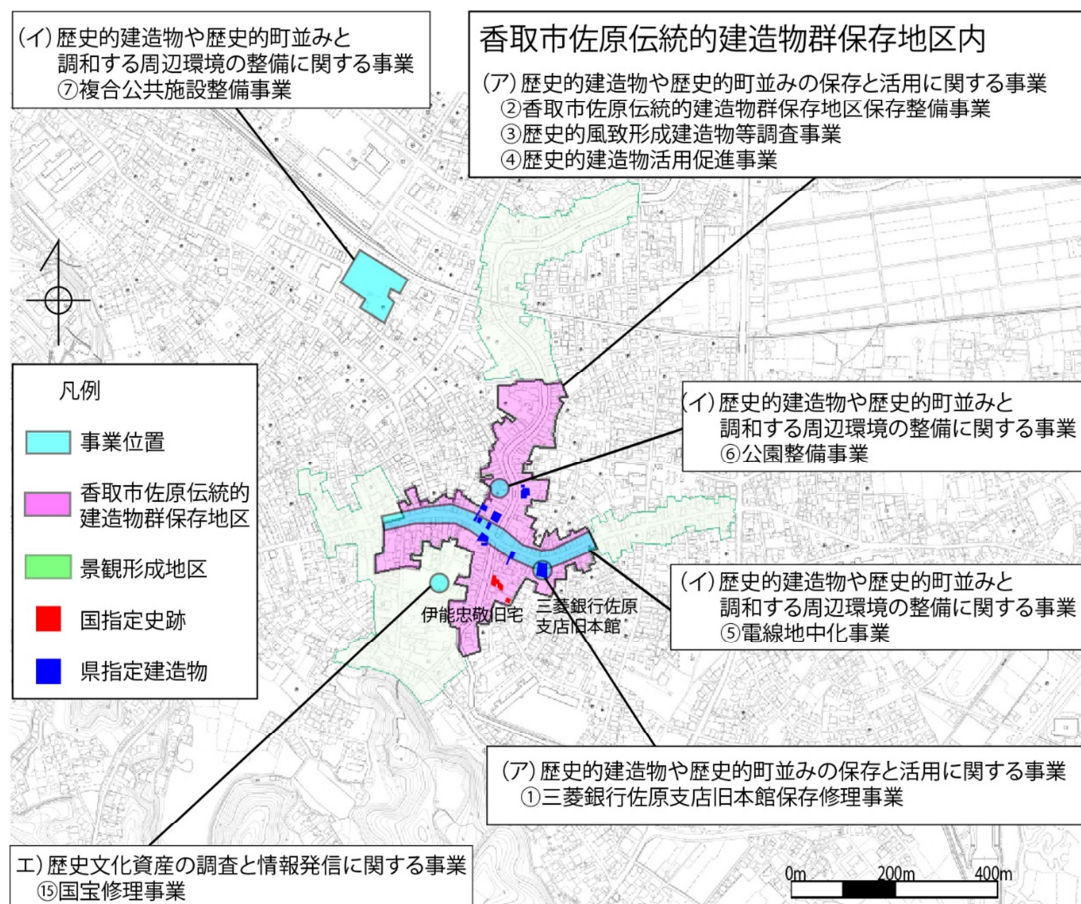 (イ)歴史的建造物や歴史的町並みと
調和する周辺環境の整備に関する事業
⑦複合公共施設整備事業
香取市佐原伝統的建造物群保存地区内
(ア)歴史的建造物や歴史的町並みの保存と活用に関する事業
②香取市佐原伝統的建造物群保存地区保存整備事業
③歴史的風致形成建造物等調査事業
④歴史的建造物活用促進事業
凡例
事業位置
香取市佐原伝統的
建造物群保存地区
景観形成地区
国指定史跡
県指定建造物
(イ)歴史的建造物や歴史的町並みと
調和する周辺環境の整備に関する事業
⑥公園整備事業
(イ)歴史的建造物や歴史的町並みと
調和する周辺環境の整備に関する事業
⑤電線地中化事業
伊能忠敬旧宅
三菱銀行佐原
支店旧本館
(ア)歴史的建造物や歴史的町並みの保存と活用に関する事業
①三菱銀行佐原支店旧本館保存修理事業
エ)歴史文化資産の調査と情報発信に関する事業
⑮国宝修理事業
0m 200m 400m